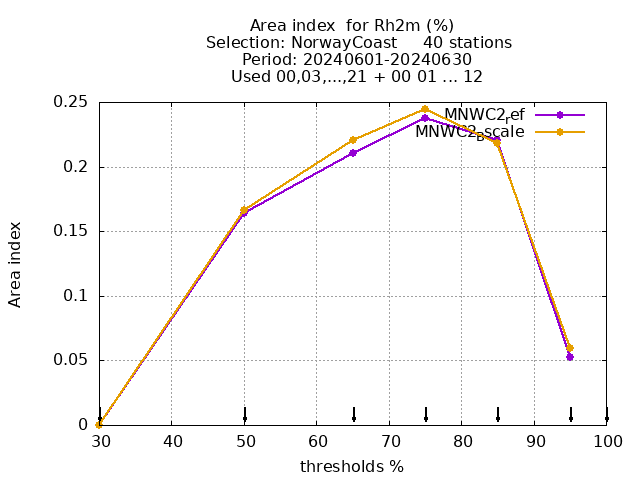 Area index  for Rh2m (%)
Selection: NorwayCoast     40 stations
Period: 20240601-20240630
Used 00,03,...,21 + 00 01 ... 12
MNWC2ref
MNWC2Bscale
0.25
0.2
0.15
0.1
0.05
0
Area index
30 40 50 60 70 80 90 100
thresholds %